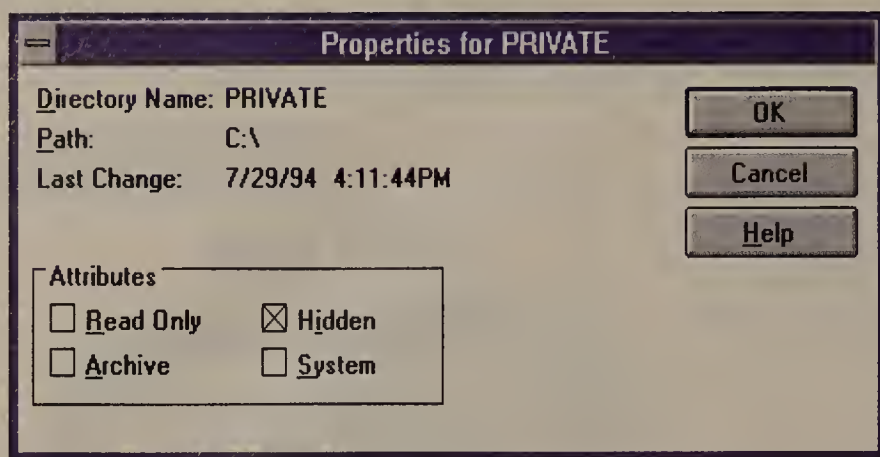 Properties for PRIVATE
Directory Name: PRIVATE
Path: C:\
Last Change: 7/29/94 4:11:44PM
OK
Cancel
Help
Attributes
Read Only
Hidden
Archive
System